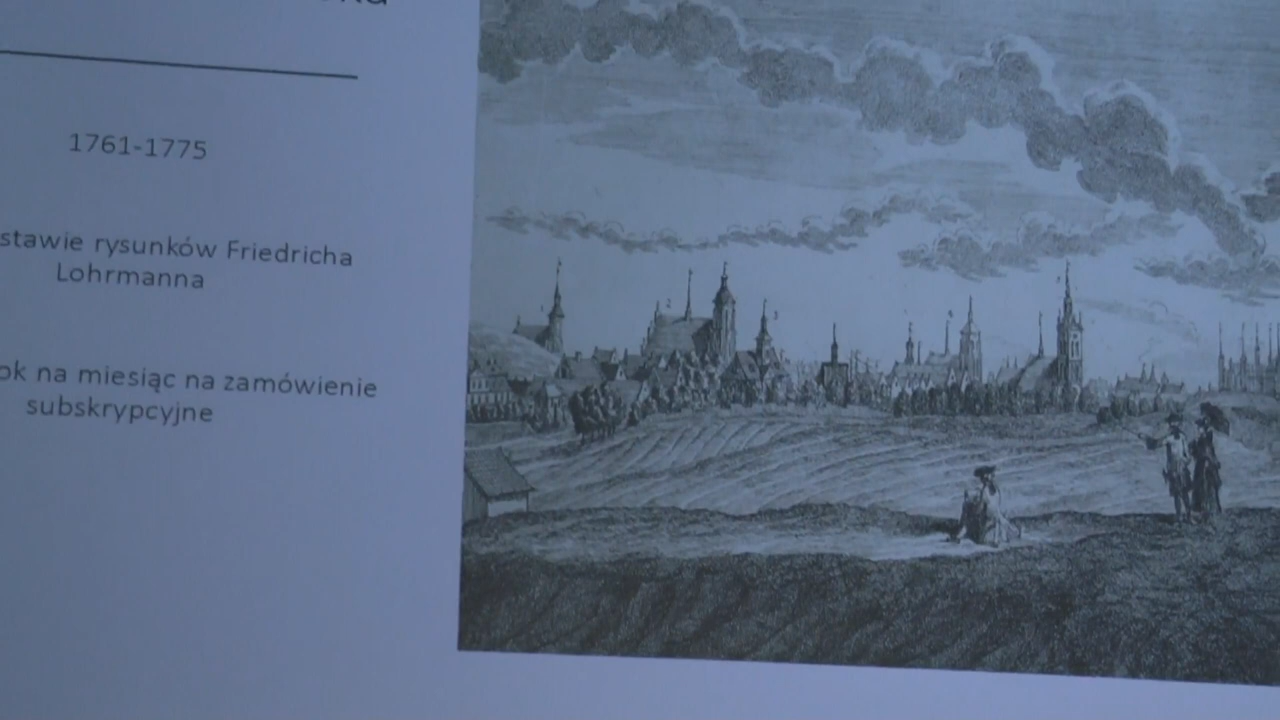 1761-1775
stawie rysunków Friedricha
Lohrmanna
ok na miesiąc na zamówienie
subskrypcyjne